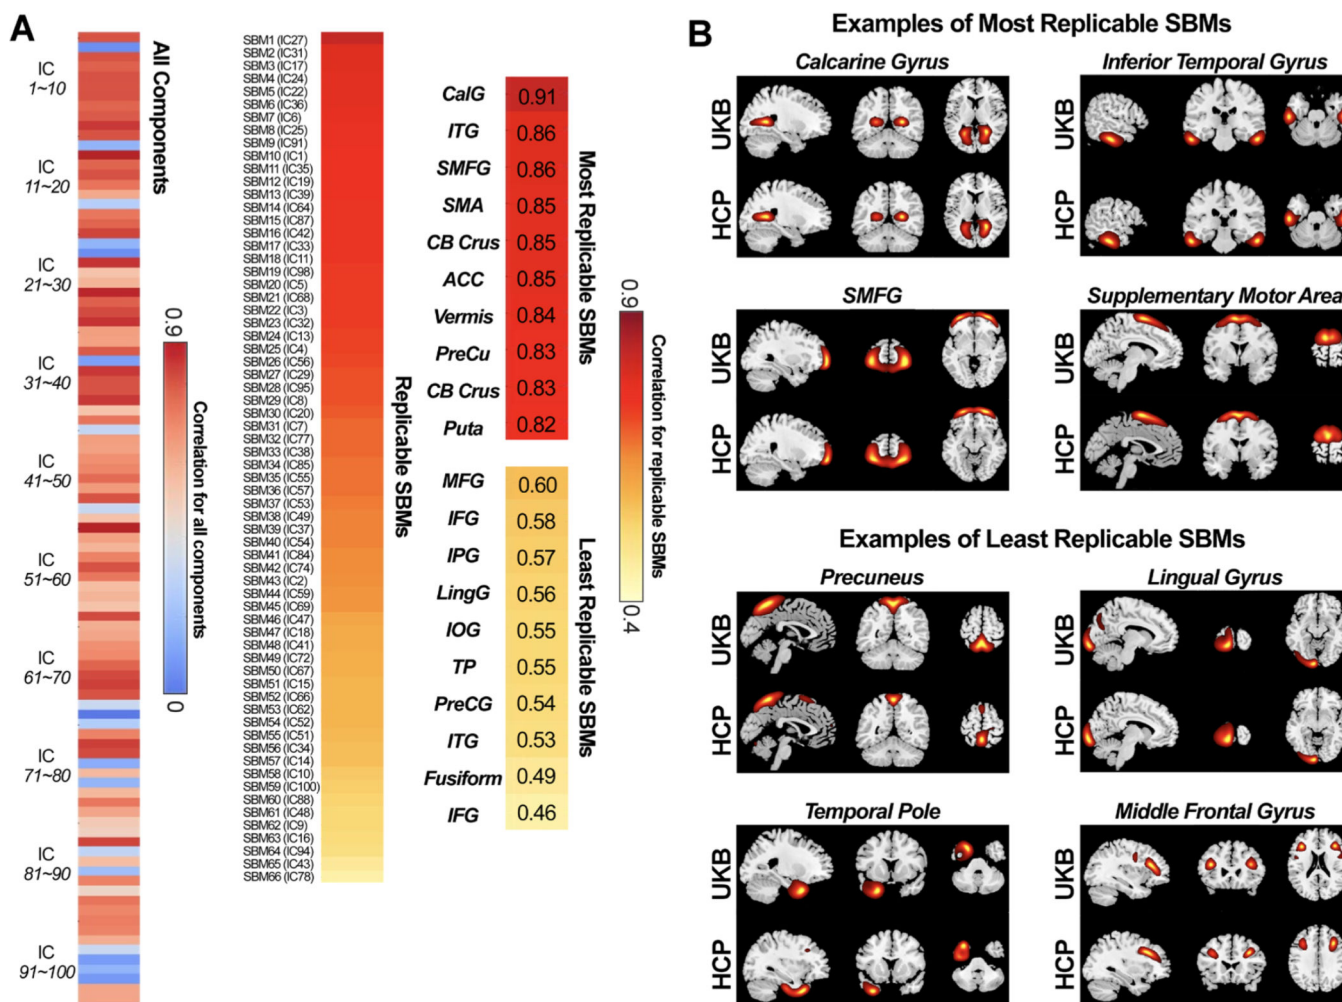 A
IC
1~10
IC
11~20
IC
21~30
IC
31~40
IC
41~50
IC
51~60
IC
61~70
IC
71~80
IC
81~90
IC
91~100
All Components
0.9
Correlation for all components
0
SBM1 (IC27)
SBM2 (IC31)
SBM3 (IC17)
SBM4 (IC24)
SBM5 (IC22)
SBM6 (IC36)
SBM7 (IC6)
SBM8 (IC25)
SBM9 (IC91)
SBM10 (IC1)
SBM11 (IC35)
SBM12 (IC19)
SBM13 (IC39)
SBM14 (IC64)
SBM15 (IC87)
SBM16 (IC42)
SBM17 (IC33)
SBM18 (IC11)
SBM19 (IC98)
SBM20 (IC5)
SBM21 (IC68)
SBM22 (IC3)
SBM23 (IC32)
SBM24 (IC13)
SBM25 (IC4)
SBM26 (IC56)
SBM27 (IC29)
SBM28 (IC95)
SBM29 (IC8)
SBM30 (IC20)
SBM31 (IC7)
SBM32 (IC77)
SBM33 (IC38)
SBM34 (IC85)
SBM35 (IC55)
SBM36 (IC57)
SBM37 (IC53)
SBM38 (IC49)
SBM39 (IC37)
SBM40 (IC54)
SBM41 (IC84)
SBM42 (IC74)
SBM43 (IC2)
SBM44 (IC59)
SBM45 (IC69)
SBM46 (IC47)
SBM47 (IC18)
SBM48 (IC41)
SBM49 (IC72)
SBM50 (IC67)
SBM51 (IC15)
SBM52 (IC66)
SBM53 (IC62)
SBM54 (IC52)
SBM55 (IC51)
SBM56 (IC34)
SBM57 (IC14)
SBM58 (IC10)
SBM59 (IC100)
SBM60 (IC88)
SBM61 (IC48)
SBM62 (IC9)
SBM63 (IC16)
SBM64 (IC94)
SBM65 (IC43)
SBM66 (IC78)
Replicable SBMs
CalG 0.91
ITG 0.86
SMFG 0.86
SMA 0.85
CB Crus 0.85
ACC 0.85
Vermis 0.84
PreCu 0.83
CB Crus 0.83
Puta 0.82
Most Replicable SBMs
MFG 0.60
IFG 0.58
IPG 0.57
LingG 0.56
IOG 0.55
TP 0.55
PreCG 0.54
ITG 0.53
Fusiform 0.49
IFG 0.46
Least Replicable SBMs
0.9
Correlation for replicable SBMs
0.4
B
Examples of Most Replicable SBMs
Calcarine Gyrus
UKB
HCP
Inferior Temporal Gyrus
UKB
HCP
SMFG
UKB
HCP
Supplementary Motor Area
UKB
HCP
Examples of Least Replicable SBMs
Precuneus
UKB
HCP
Lingual Gyrus
UKB
HCP
Temporal Pole
UKB
HCP
Middle Frontal Gyrus
UKB
HCP